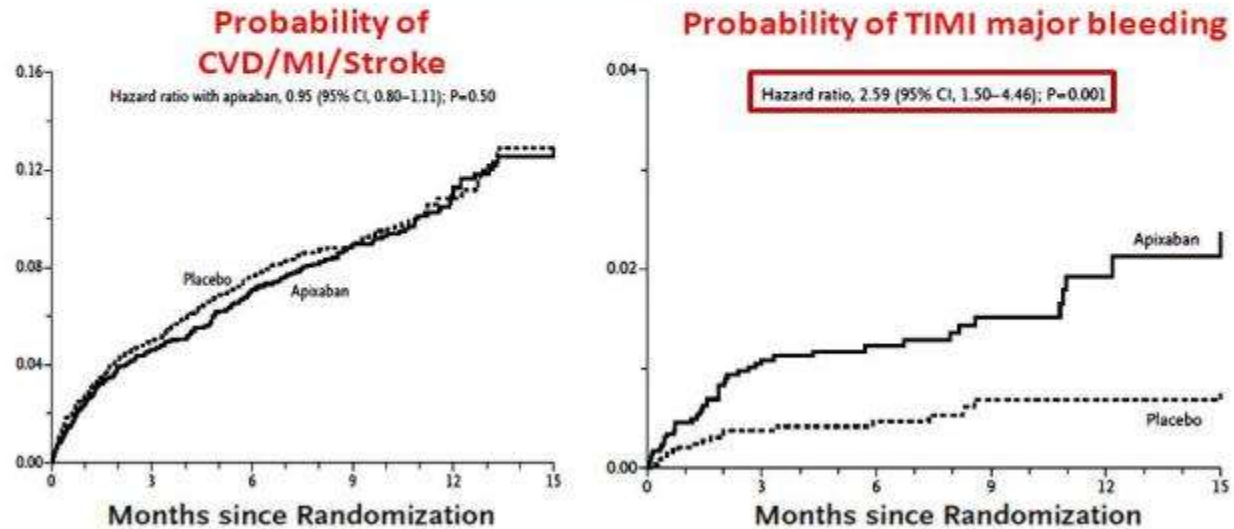 Probability of
CVD/MI/Stroke
0.16
Hazard ratio with apixaban, 0.95 (95% CI, 0.80–1.11); P=0.50
0.12
0.08
Placebo
Apixaban
0.04
0.00
0 3 6 9 12 15
Months since Randomization
Probability of TIMI major bleeding
0.04
Hazard ratio, 2.59 (95% CI, 1.50–4.46); P=0.001
Apixaban
0.02
Placebo
0.00
0 3 6 9 12 15
Months since Randomization